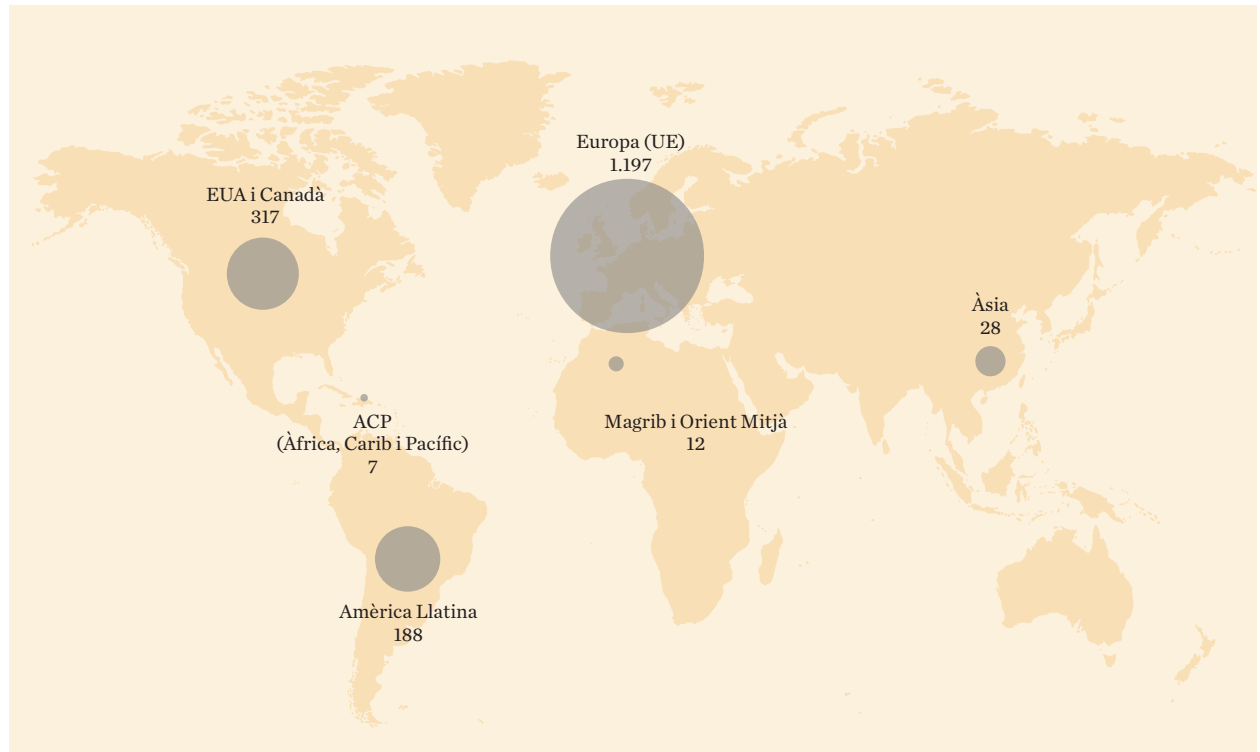 Europa (UE)
1.197
EUA i Canadà
317
Àsia
28
ACP
(Àfrica, Carib i Pacífic)
7
Magrib i Orient Mitjà
12
Amèrica Llatina
188